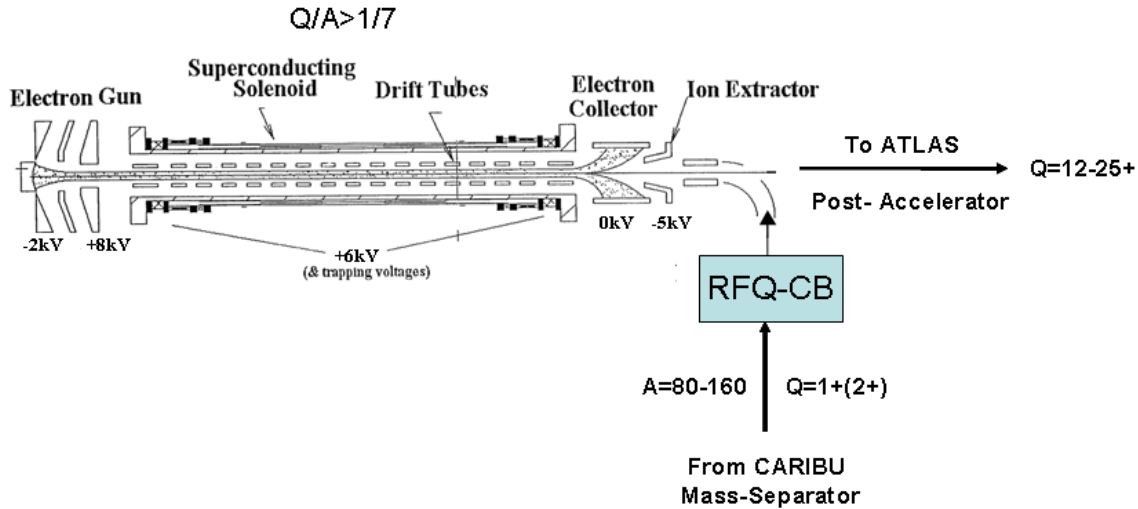 Q/A>1/7
Superconducting
Solenoid
Electron Gun
Drift Tubes
Electron
Collector
Ion Extractor
To ATLAS
Q=12-25+
Post- Accelerator
-2kV
+8kV
+6kV
(& trapping voltages)
0kV
-5kV
RFQ-CB
A=80-160
Q=1+(2+)
From CARIBU
Mass-Separator